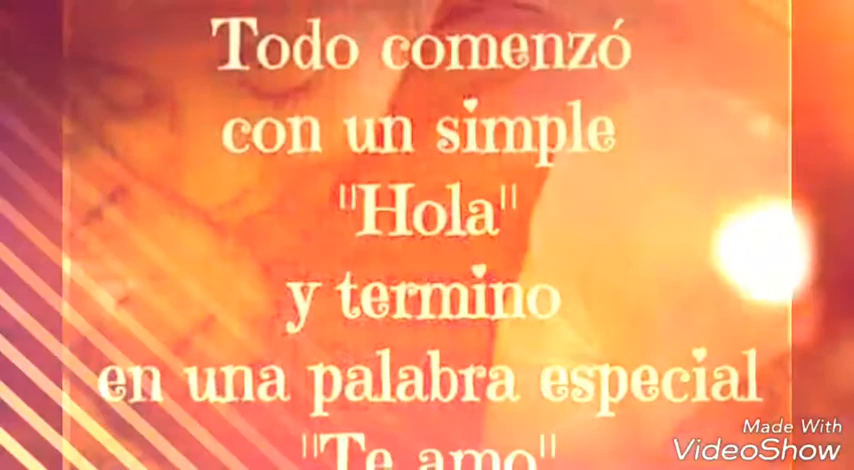 Todo comenzó
con un simple
"Hola"
y termino
en una palabra especial
"Te amo"
Made With
VideoShow